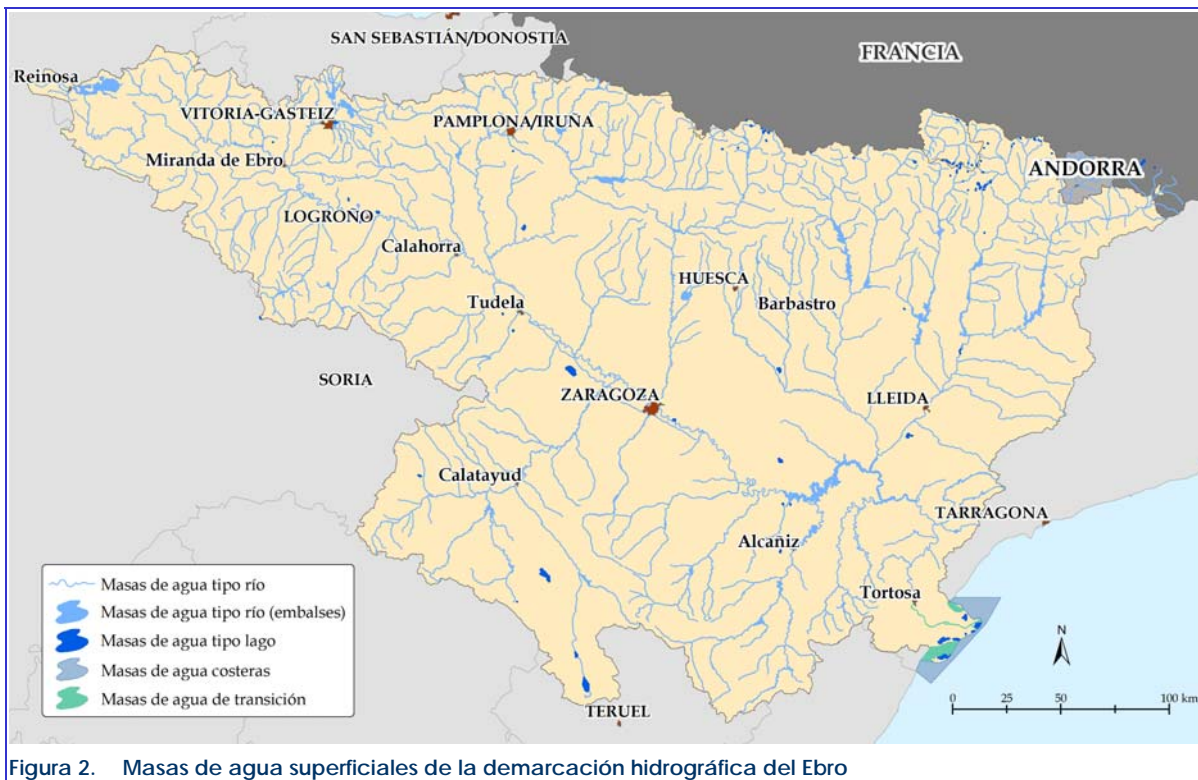 SAN SEBASTIÁN/DONOSTIA
FRANCIA
Reinosa
VITORIA-GASTEIZ
PAMPLONA/IRUÑA
Miranda de Ebro
ANDORRA
LOGROÑO
Calahorra
HUESCA
Tudela
Barbastro
SORIA
ZARAGOZA
LLEIDA
Calatayud
TARRAGONA
Alcañiz
Tortosa
TERUEL
Masas de agua tipo río
Masas de agua tipo río (embalses)
Masas de agua tipo lago
Masas de agua costeras
Masas de agua de transición
N
0 25 50 100 km
Figura 2. Masas de agua superficiales de la demarcación hidrográfica del Ebro